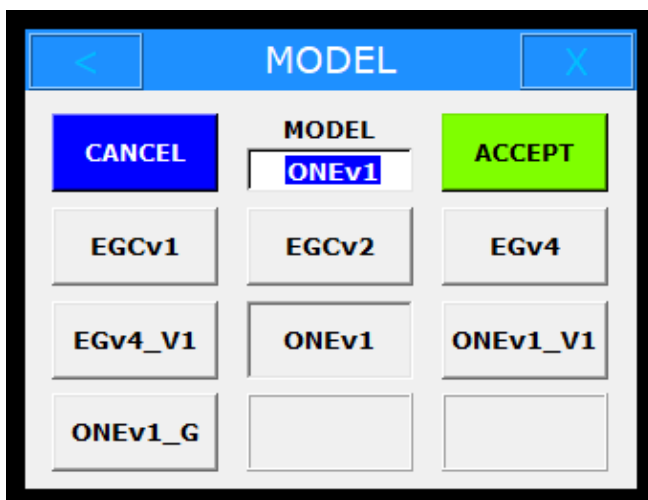 < MODEL X
MODEL
CANCEL ONEv1 ACCEPT
EGCv1 EGCv2 EGv4
EGv4_V1 ONEv1 ONEv1_V1
ONEv1_G